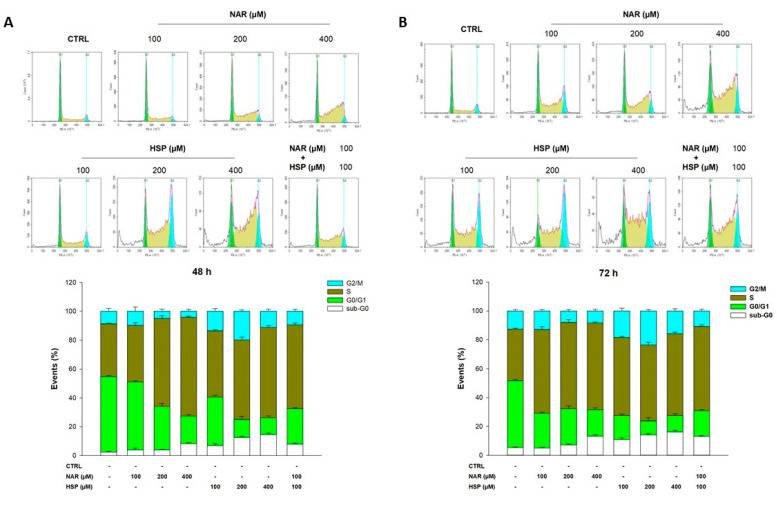 A
NAR (µM)
CTRL 100 200 400
HSP (µM) NAR (µM) 100
+
100 200 400 HSP (µM) 100
48 h
120
100
80
60
40
20
0
Events (%)
G2/M
S
G0/G1
sub-G0
CTRL - - - - - - - -
NAR (µM) - 100 200 400 - - - 100
HSP (µM) - - - - 100 200 400 100
B
NAR (µM)
CTRL 100 200 400
HSP (µM) NAR (µM) 100
+
100 200 400 HSP (µM) 100
72 h
120
100
80
60
40
20
0
Events (%)
G2/M
S
G0/G1
sub-G0
CTRL - - - - - - - -
NAR (µM) - 100 200 400 - - - 100
HSP (µM) - - - - 100 200 400 100